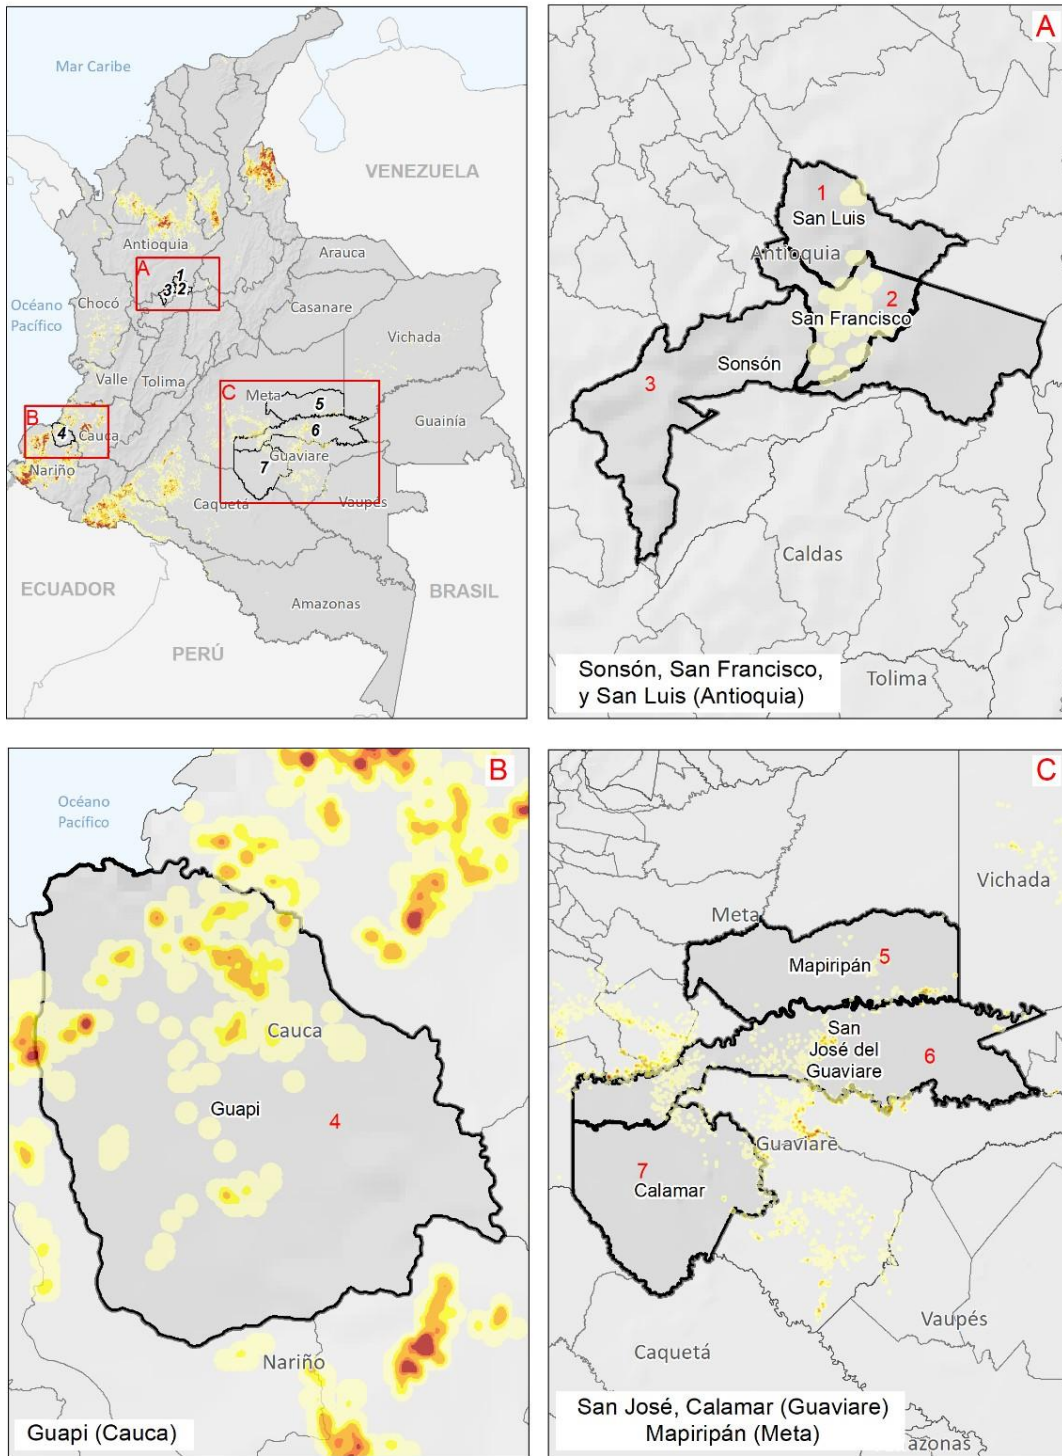 Mar Caribe
VENEZUELA
Antioquia
Arauca
A
1
2
3
Océano
Pacífico
Chocó
Casanare
Vichada
Valle
Tolima
C
Meta
5
B
4
Cauca
6
Guainía
Guaviare
7
Nariño
Caquetá
Vaupés
ECUADOR
BRASIL
Amazonas
PERÚ
A
1
San Luis
Antioquia
2
San Francisco
Sonsón
3
Caldas
Tolima
Sonsón, San Francisco,
y San Luis (Antioquia)
B
Océano
Pacífico
Cauca
Guapi
4
Nariño
Guapi (Cauca)
C
Vichada
Meta
5
Mapiripán
San
José del
Guaviare
6
Guaviare
7
Calamar
Vaupés
Caquetá
San José, Calamar (Guaviare)
Mapiripán (Meta)
azonas